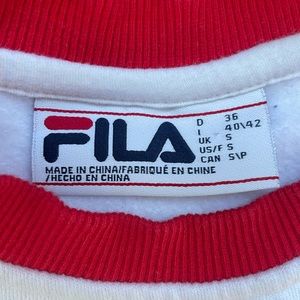 FILA
D 36
I 40\42
UK S
US/F S
CAN S\P
MADE IN CHINA/FABRIQUÉ EN CHINE
/HECHO EN CHINA